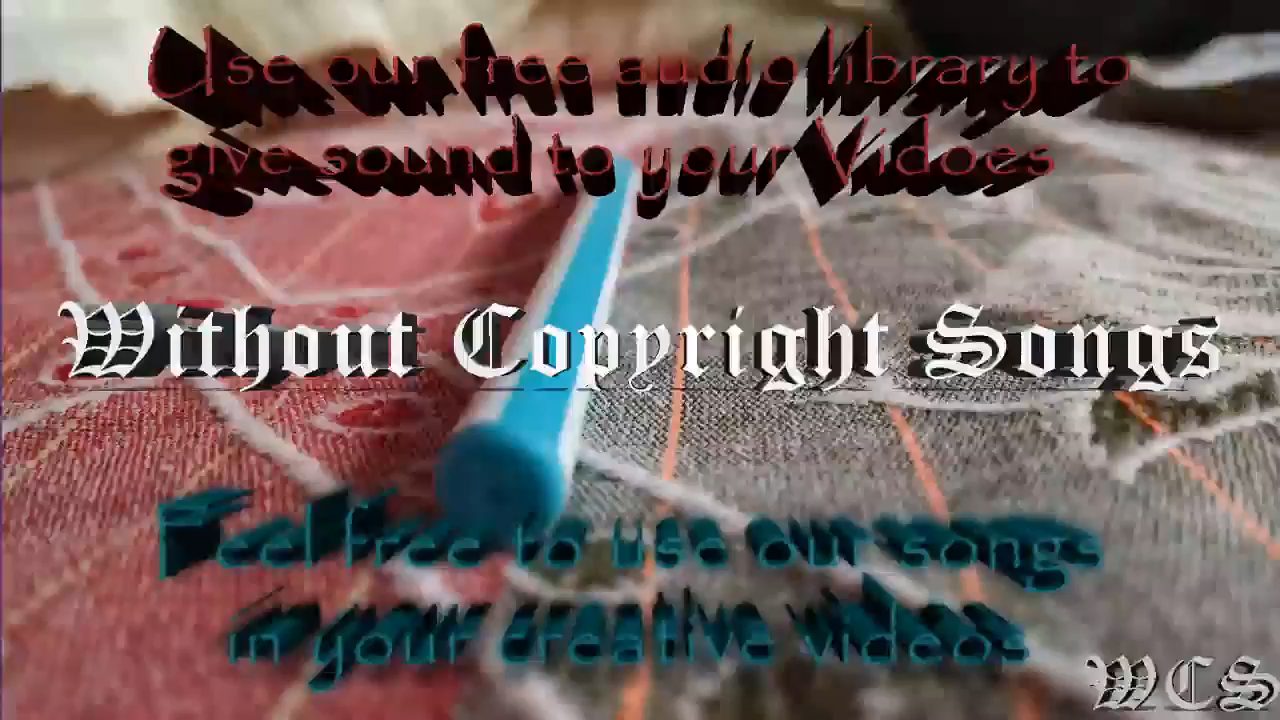 Use our free audio library to
give sound to your Vidoes
Without Copyright Songs
Feel free to use our songs
in your creative videos
WCS